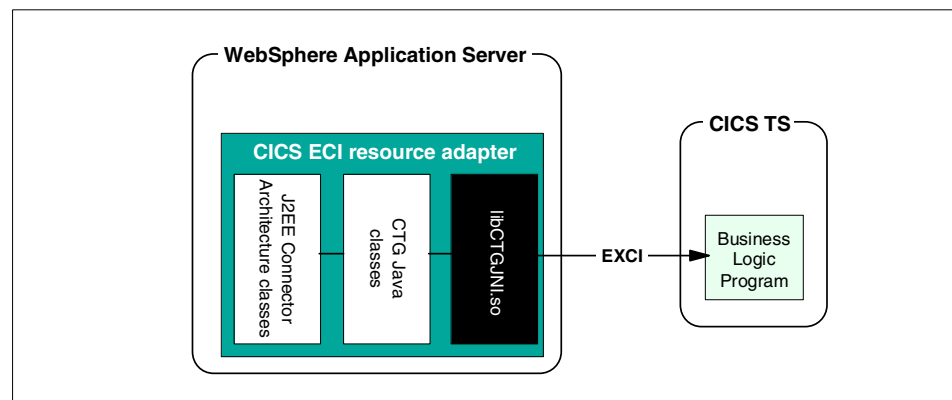 WebSphere Application Server
CICS ECI resource adapter
J2EE Connector
Architecture classes
CTG Java
classes
libCTGJNI.so
EXCI
CICS TS
Business
Logic
Program